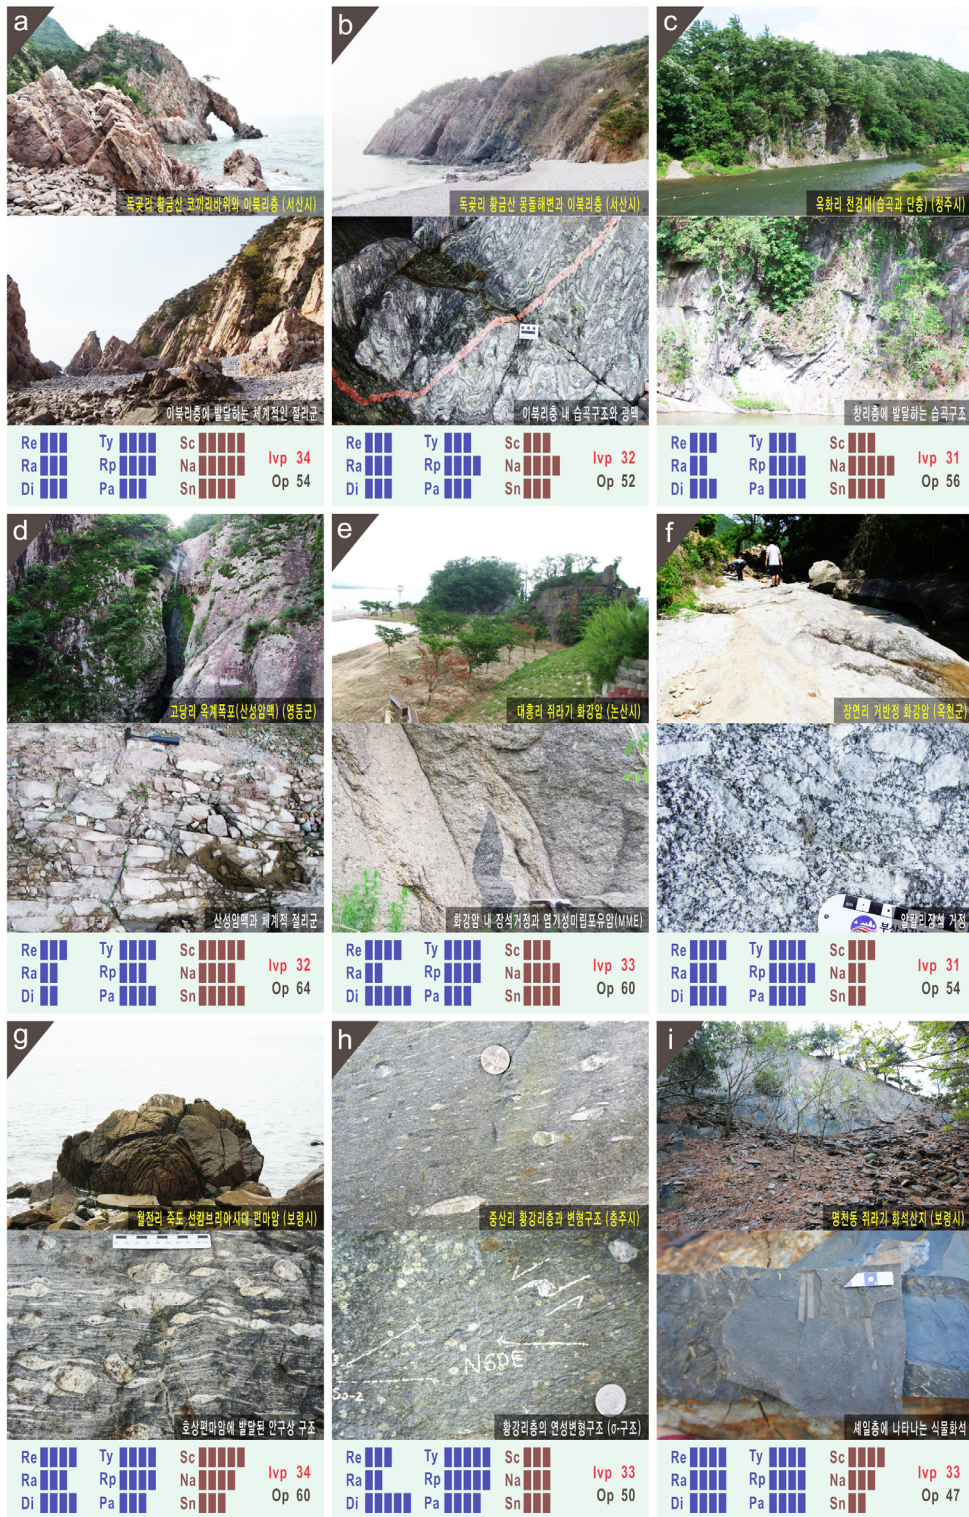 a
독곶리 황금산 코끼리바위와 이북리층 (서산시)
이북리층에 발달하는 체계적인 절리군
Re Ty Sc
Ra Rp Na
Di Pa Sn
Ivp 34
Op 54
b
독곶리 황금산 몽돌해변과 이북리층 (서산시)
이북리층 내 습곡구조와 광맥
Re Ty Sc
Ra Rp Na
Di Pa Sn
Ivp 32
Op 52
c
옥화리 천경대(습곡과 단층) (청주시)
창리층에 발달하는 습곡구조
Re Ty Sc
Ra Rp Na
Di Pa Sn
Ivp 31
Op 56
d
고당리 옥계폭포(산성암맥) (영동군)
산성암맥과 체계적 절리군
Re Ty Sc
Ra Rp Na
Di Pa Sn
Ivp 32
Op 64
e
대흥리 쥐라기 화강암 (논산시)
화강암 내 장석거정과 염기성미립포유암(MME)
Re Ty Sc
Ra Rp Na
Di Pa Sn
Ivp 33
Op 60
f
장연리 거반정 화강암 (옥천군)
알칼리장석 거정
Re Ty Sc
Ra Rp Na
Di Pa Sn
Ivp 31
Op 54
g
월전리 죽도 선캄브리아시대 편마암 (보령시)
호상편마암에 발달된 안구상 구조
Re Ty Sc
Ra Rp Na
Di Pa Sn
Ivp 34
Op 60
h
중산리 황강리층과 변형구조 (충주시)
N60E
So-2
황강리층의 연성변형구조 (σ-구조)
Re Ty Sc
Ra Rp Na
Di Pa Sn
Ivp 33
Op 50
i
명천동 쥐라기 화석산지 (보령시)
셰일층에 나타나는 식물화석
Re Ty Sc
Ra Rp Na
Di Pa Sn
Ivp 33
Op 47